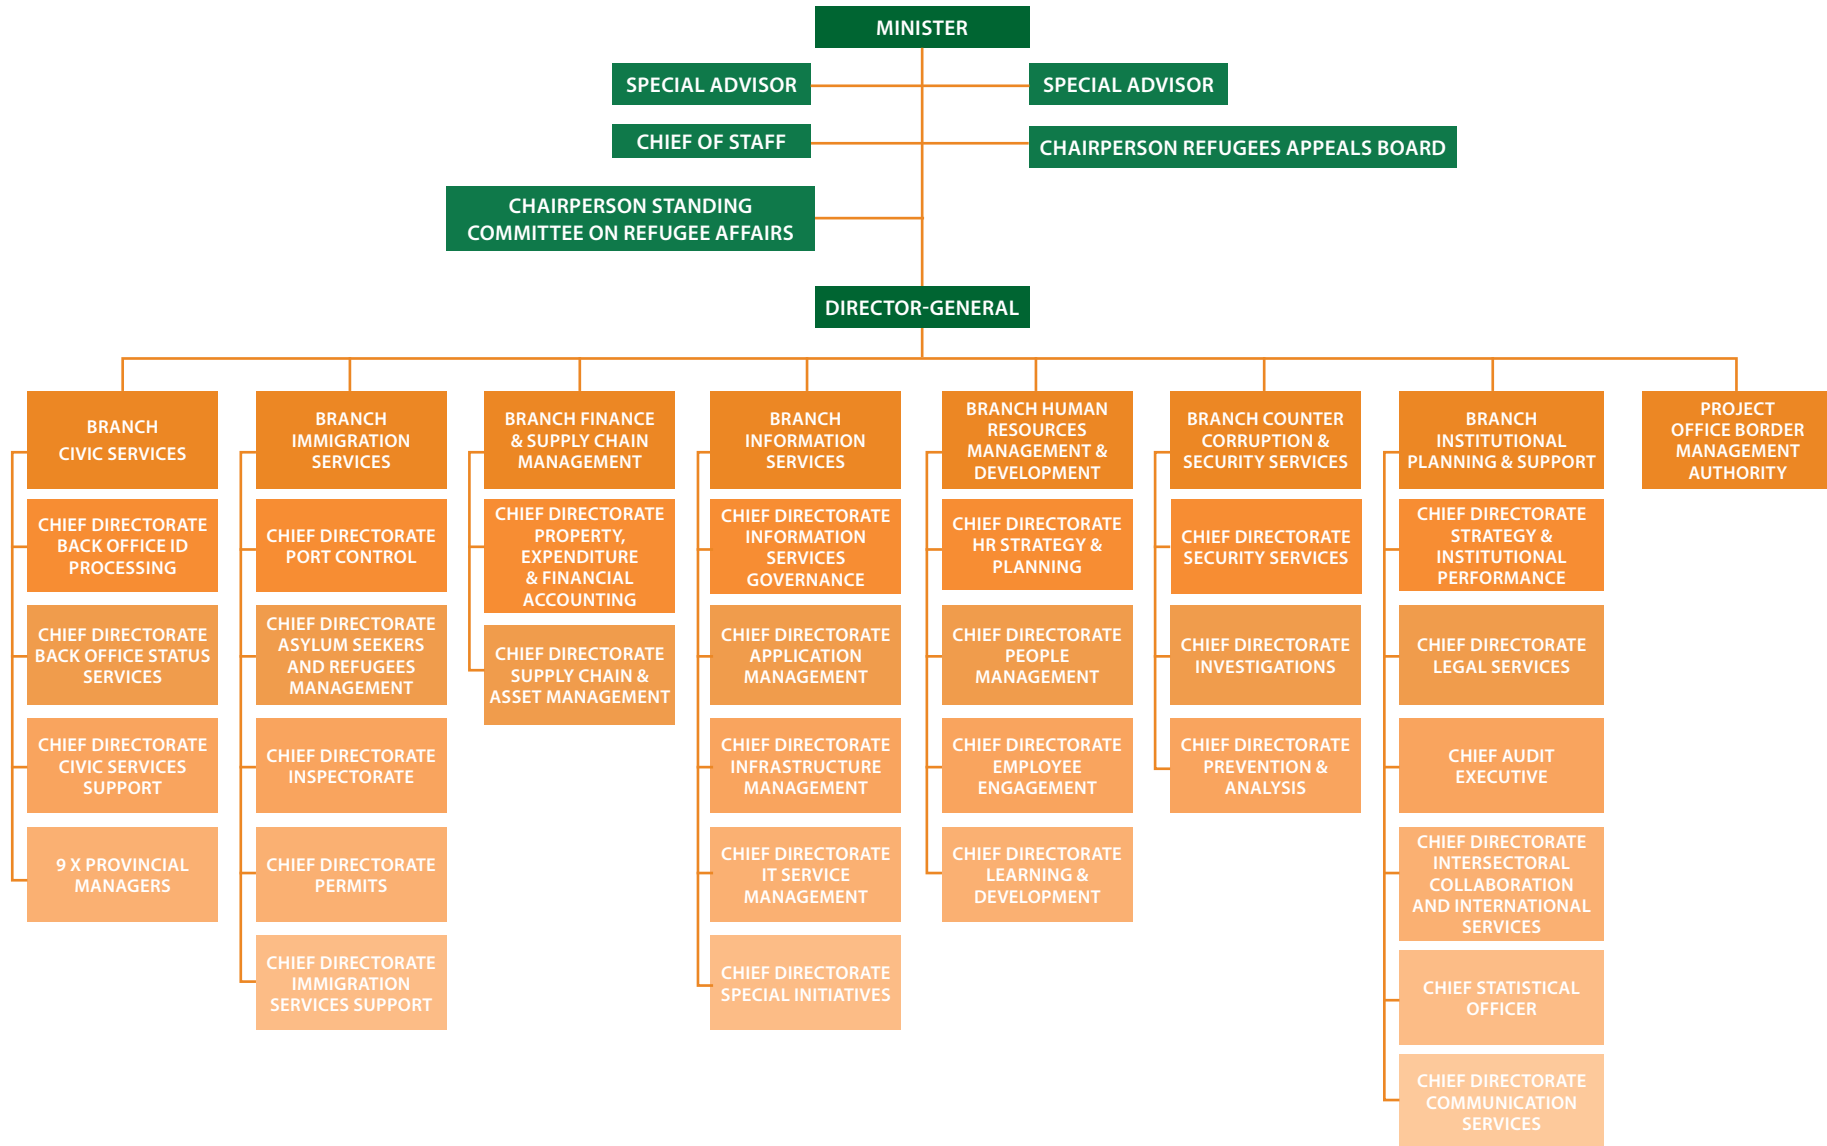 MINISTER
SPECIAL ADVISOR
SPECIAL ADVISOR
CHIEF OF STAFF
CHAIRPERSON REFUGEES APPEALS BOARD
CHAIRPERSON STANDING
COMMITTEE ON REFUGEE AFFAIRS
DIRECTOR-GENERAL
BRANCH
CIVIC SERVICES
CHIEF DIRECTORATE
BACK OFFICE ID
PROCESSING
CHIEF DIRECTORATE
BACK OFFICE STATUS
SERVICES
CHIEF DIRECTORATE
CIVIC SERVICES
SUPPORT
9 X PROVINCIAL
MANAGERS
BRANCH
IMMIGRATION
SERVICES
CHIEF DIRECTORATE
PORT CONTROL
CHIEF DIRECTORATE
ASYLUM SEEKERS
AND REFUGEES
MANAGEMENT
CHIEF DIRECTORATE
INSPECTORATE
CHIEF DIRECTORATE
PERMITS
CHIEF DIRECTORATE
IMMIGRATION
SERVICES SUPPORT
BRANCH FINANCE
& SUPPLY CHAIN
MANAGEMENT
CHIEF DIRECTORATE
PROPERTY,
EXPENDITURE
& FINANCIAL
ACCOUNTING
CHIEF DIRECTORATE
SUPPLY CHAIN &
ASSET MANAGEMENT
BRANCH
INFORMATION
SERVICES
CHIEF DIRECTORATE
INFORMATION
SERVICES
GOVERNANCE
CHIEF DIRECTORATE
APPLICATION
MANAGEMENT
CHIEF DIRECTORATE
INFRASTRUCTURE
MANAGEMENT
CHIEF DIRECTORATE
IT SERVICE
MANAGEMENT
CHIEF DIRECTORATE
SPECIAL INITIATIVES
BRANCH HUMAN
RESOURCES
MANAGEMENT &
DEVELOPMENT
CHIEF DIRECTORATE
HR STRATEGY &
PLANNING
CHIEF DIRECTORATE
PEOPLE
MANAGEMENT
CHIEF DIRECTORATE
EMPLOYEE
ENGAGEMENT
CHIEF DIRECTORATE
LEARNING &
DEVELOPMENT
BRANCH COUNTER
CORRUPTION &
SECURITY SERVICES
CHIEF DIRECTORATE
SECURITY SERVICES
CHIEF DIRECTORATE
INVESTIGATIONS
CHIEF DIRECTORATE
PREVENTION &
ANALYSIS
BRANCH
INSTITUTIONAL
PLANNING & SUPPORT
CHIEF DIRECTORATE
STRATEGY &
INSTITUTIONAL
PERFORMANCE
CHIEF DIRECTORATE
LEGAL SERVICES
CHIEF AUDIT
EXECUTIVE
CHIEF DIRECTORATE
INTERSECTORAL
COLLABORATION
AND INTERNATIONAL
SERVICES
CHIEF STATISTICAL
OFFICER
CHIEF DIRECTORATE
COMMUNICATION
SERVICES
PROJECT
OFFICE BORDER
MANAGEMENT
AUTHORITY